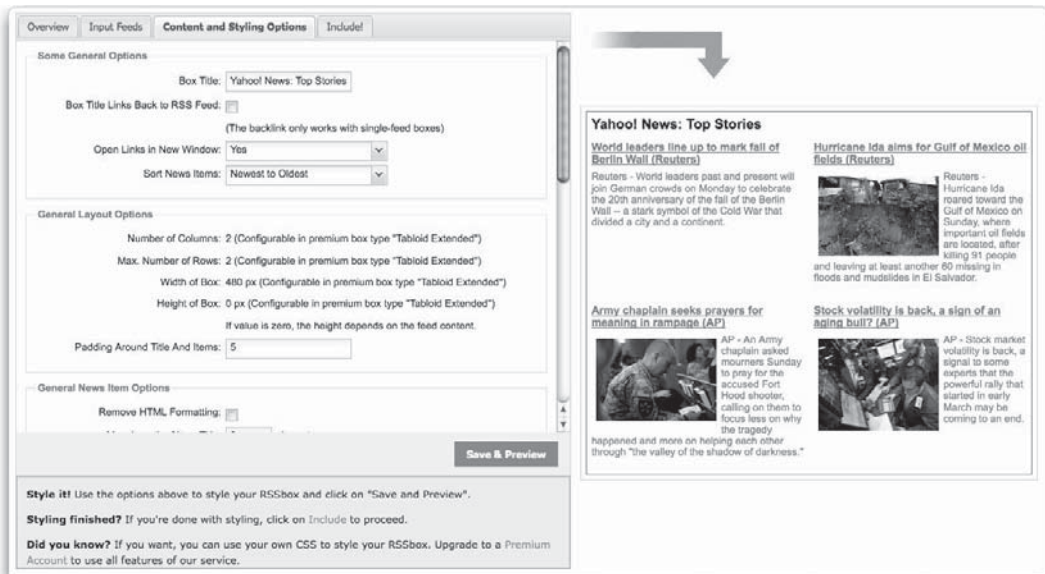 Overview
Input Feeds
Content and Styling Options
Include!
Some General Options
Box Title: Yahoo! News: Top Stories
Box Title Links Back to RSS Feed:
(The backlink only works with single-feed boxes)
Open Links in New Window: Yes
Sort News Items: Newest to Oldest
General Layout Options
Number of Columns: 2 (Configurable in premium box type "Tabloid Extended")
Max. Number of Rows: 2 (Configurable in premium box type "Tabloid Extended")
Width of Box: 480 px (Configurable in premium box type "Tabloid Extended")
Height of Box: 0 px (Configurable in premium box type "Tabloid Extended")
If value is zero, the height depends on the feed content.
Padding Around Title And Items: 5
General News Item Options
Remove HTML Formatting:
Save & Preview
Style it! Use the options above to style your RSSbox and click on "Save and Preview".
Styling finished? If you're done with styling, click on Include to proceed.
Did you know? If you want, you can use your own CSS to style your RSSbox. Upgrade to a Premium
Account to use all features of our service.
Yahoo! News: Top Stories
World leaders line up to mark fall of
Berlin Wall (Reuters)
Reuters - World leaders past and present will
join German crowds on Monday to celebrate
the 20th anniversary of the fall of the Berlin
Wall -- a stark symbol of the Cold War that
divided a city and a continent.
Hurricane Ida aims for Gulf of Mexico oil
fields (Reuters)
Reuters -
Hurricane Ida
roared toward the
Gulf of Mexico on
Sunday, where
important oil fields
are located, after
killing 91 people
and leaving at least another 60 missing in
floods and mudslides in El Salvador.
Army chaplain seeks prayers for
meaning in rampage (AP)
AP - An Army
chaplain asked
mourners Sunday
to pray for the
accused Fort
Hood shooter,
calling on them to
focus less on why
the tragedy
happened and more on helping each other
through "the valley of the shadow of darkness."
Stock volatility is back, a sign of an
aging bull? (AP)
AP - Stock market
volatility is back, a
signal to some
experts that the
powerful rally that
started in early
March may be
coming to an end.